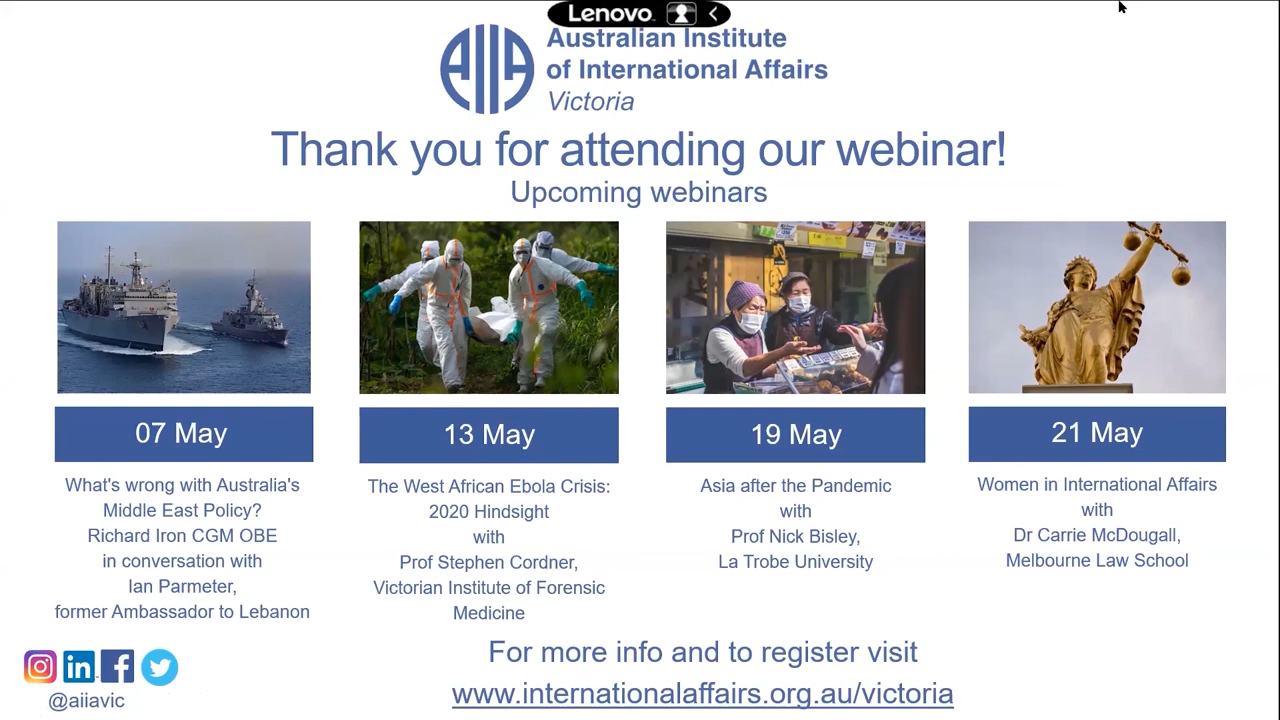 Lenovo
AIIA
Australian Institute
of International Affairs
Victoria
Thank you for attending our webinar!
Upcoming webinars
07 May
What's wrong with Australia's
Middle East Policy?
Richard Iron CGM OBE
in conversation with
Ian Parmeter,
former Ambassador to Lebanon
13 May
The West African Ebola Crisis:
2020 Hindsight
with
Prof Stephen Cordner,
Victorian Institute of Forensic
Medicine
19 May
Asia after the Pandemic
with
Prof Nick Bisley,
La Trobe University
21 May
Women in International Affairs
with
Dr Carrie McDougall,
Melbourne Law School
in
f
@aiiavic
For more info and to register visit
www.internationalaffairs.org.au/victoria